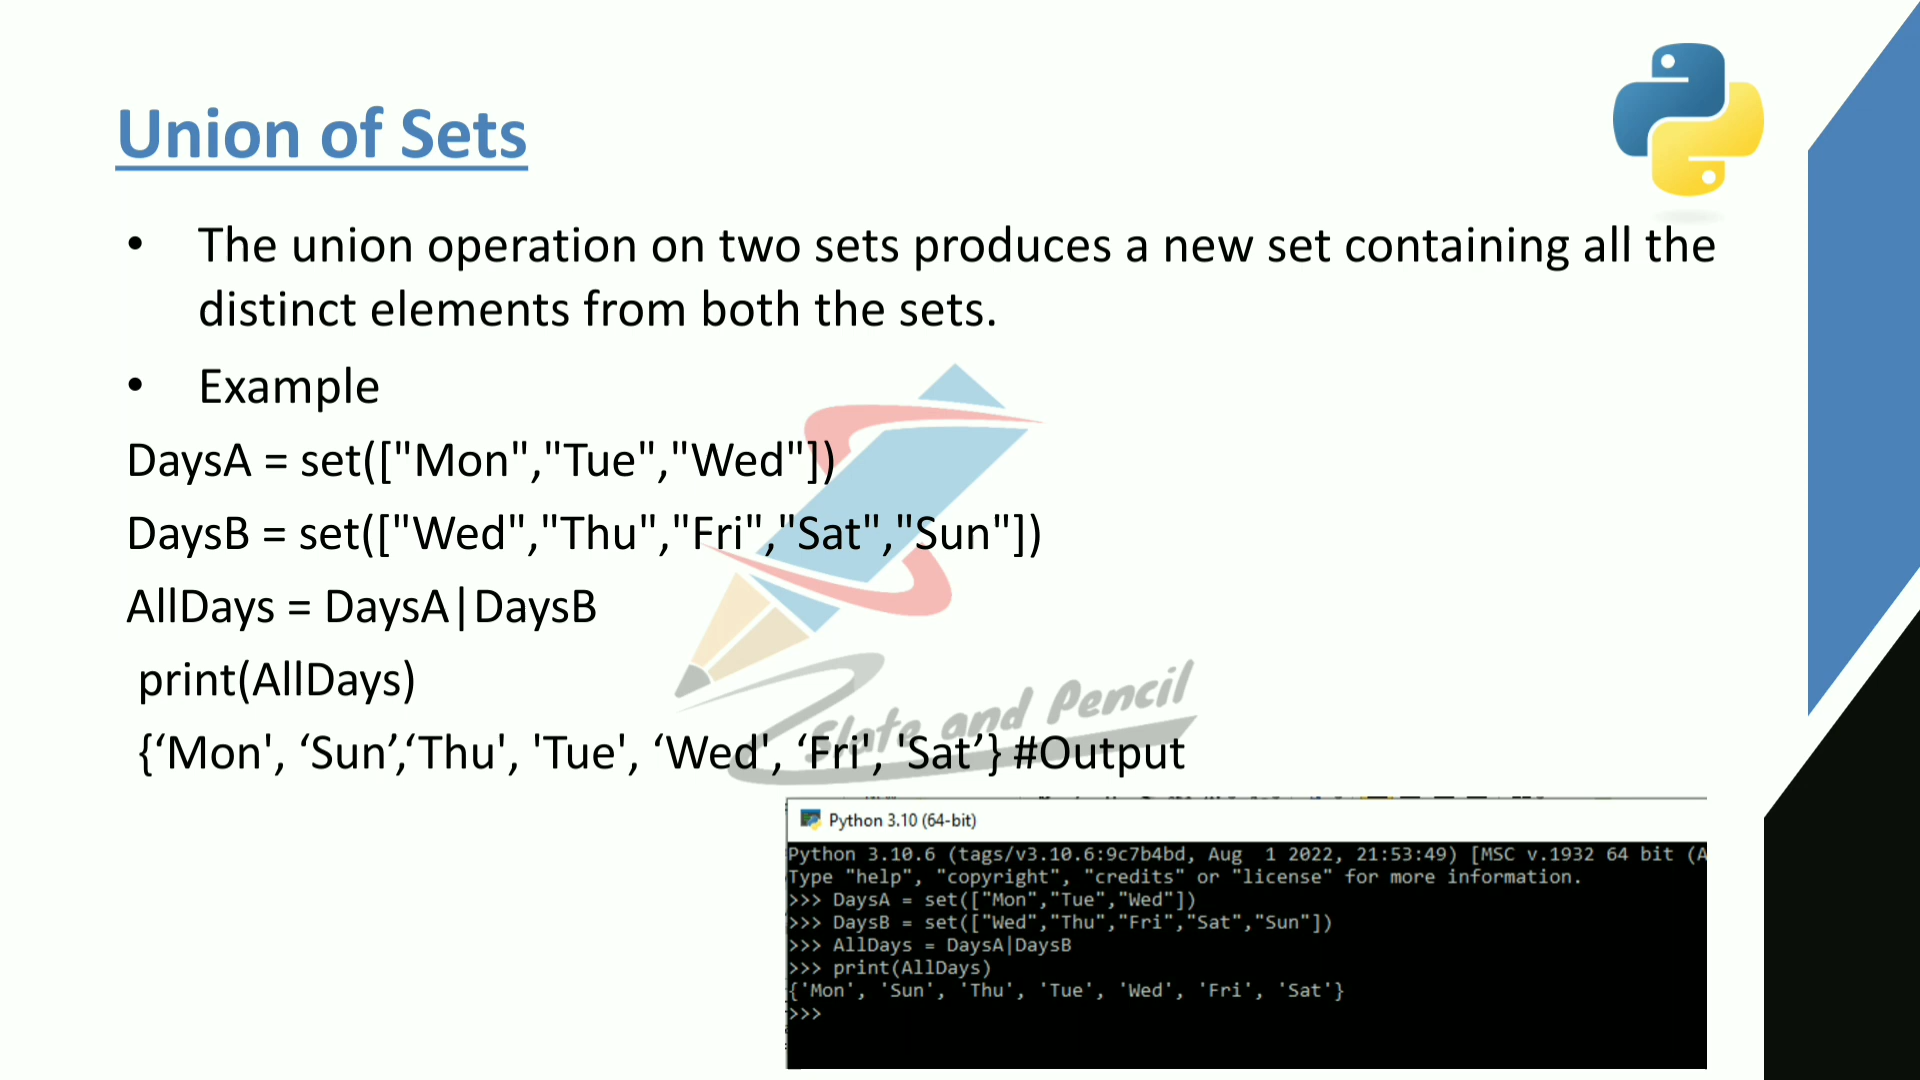 Union of Sets
• The union operation on two sets produces a new set containing all the
distinct elements from both the sets.
• Example
DaysA = set(["Mon","Tue","Wed"])
DaysB = set(["Wed","Thu","Fri","Sat","Sun"])
AllDays = DaysA|DaysB
print(AllDays)
{‘Mon', ‘Sun’,‘Thu', 'Tue', ‘Wed', ‘Fri', 'Sat’} #Output
Slate and Pencil
Python 3.10 (64-bit)
Python 3.10.6 (tags/v3.10.6:9c7b4bd, Aug  1 2022, 21:53:49) [MSC v.1932 64 bit (A
Type "help", "copyright", "credits" or "license" for more information.
>>> DaysA = set(["Mon","Tue","Wed"])
>>> DaysB = set(["Wed","Thu","Fri","Sat","Sun"])
>>> AllDays = DaysA|DaysB
>>> print(AllDays)
{'Mon', 'Sun', 'Thu', 'Tue', 'Wed', 'Fri', 'Sat'}
>>>